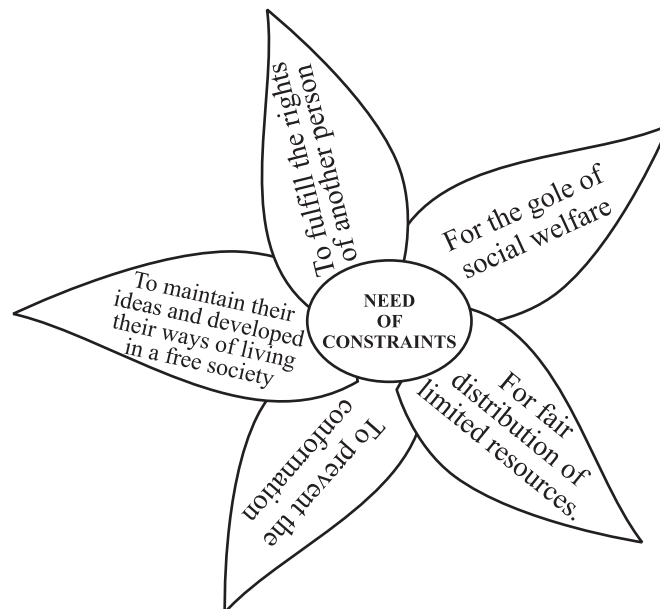 NEED
OF
CONSTRAINTS
To fulfill the rights
of another person
For the gole of
social welfare
For fair
distribution of
limited resources.
To prevent the
conformation
To maintain their
ideas and developed
their ways of living
in a free society